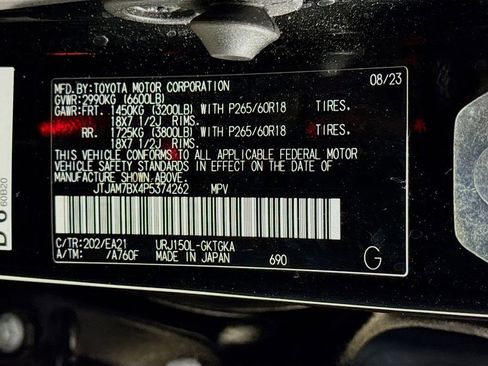 MFD. BY: TOYOTA MOTOR CORPORATION 08/23
GVWR: 2990KG (6600LB)
GAWR: FRT. 1450KG (3200LB) WITH P265/60R18 TIRES.
18X7 1/2J RIMS.
RR. 1725KG (3800LB) WITH P265/60R18 TIRES.
18X7 1/2J RIMS.
THIS VEHICLE CONFORMS TO ALL APPLICABLE FEDERAL MOTOR
VEHICLE SAFETY STANDARDS IN EFFECT ON THE DATE OF
MANUFACTURE SHOWN ABOVE.
JTJAM7BX4P5374262 MPV
C/TR: 202/EA21 URJ150L-GKTGKA
A/TM: /A760F MADE IN JAPAN 690 G
60B20